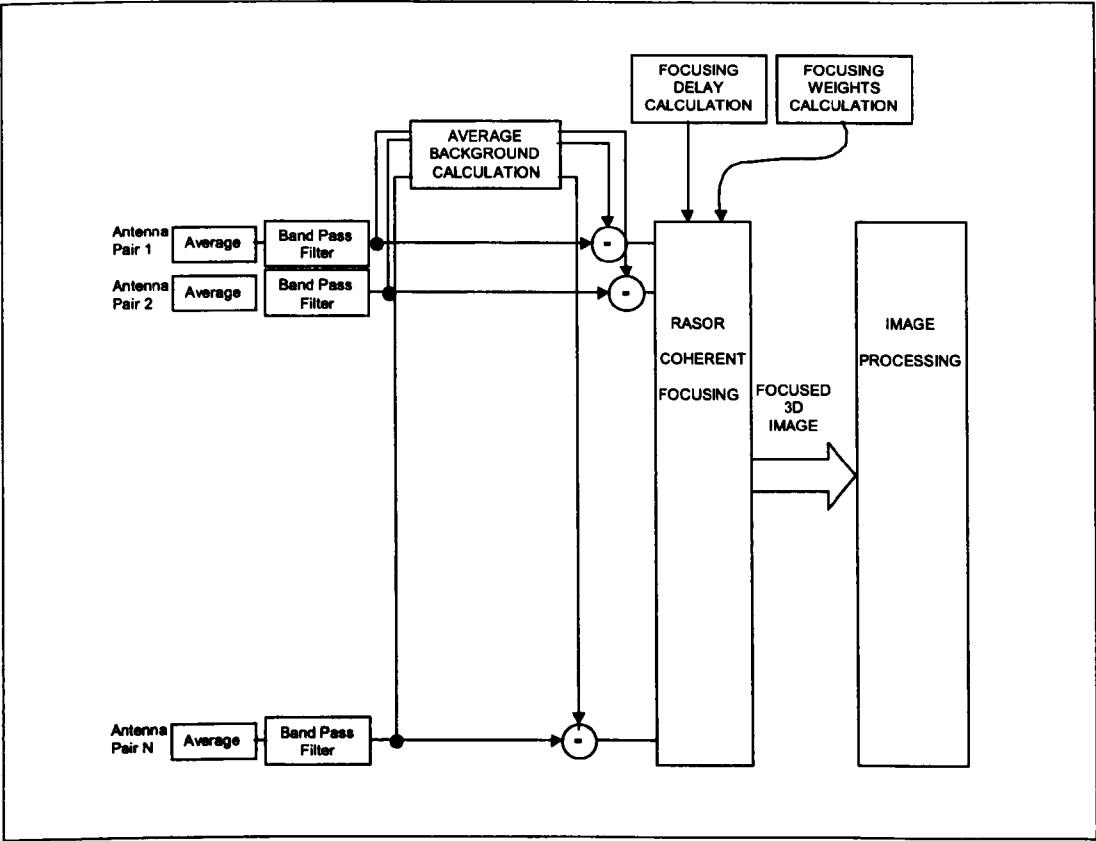 FOCUSING
DELAY
CALCULATION
FOCUSING
WEIGHTS
CALCULATION
AVERAGE
BACKGROUND
CALCULATION
Antenna
Pair 1
Average
Band Pass
Filter
-
Antenna
Pair 2
Average
Band Pass
Filter
-
RASOR
COHERENT
FOCUSING
FOCUSED
3D
IMAGE
IMAGE
PROCESSING
Antenna
Pair N
Average
Band Pass
Filter
-